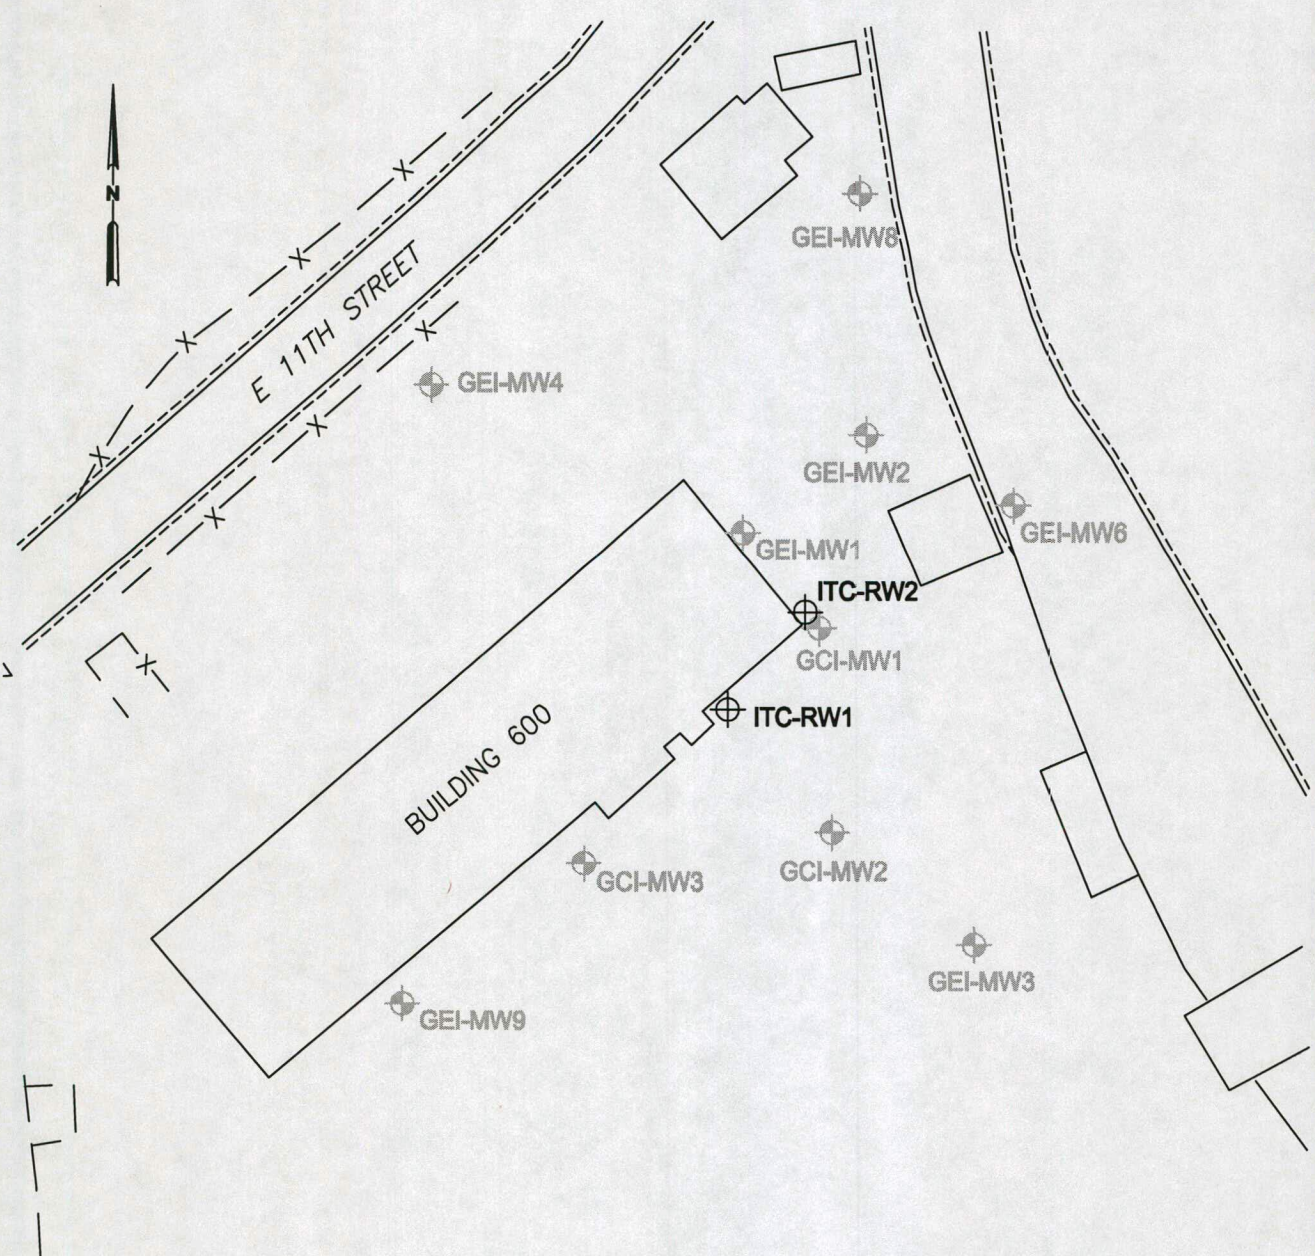 N
E 11TH STREET
GEI-MW8
GEI-MW4
GEI-MW2
GEI-MW6
GEI-MW1
ITC-RW2
GCI-MW1
ITC-RW1
BUILDING 600
GCI-MW2
GCI-MW3
GEI-MW3
GEI-MW9